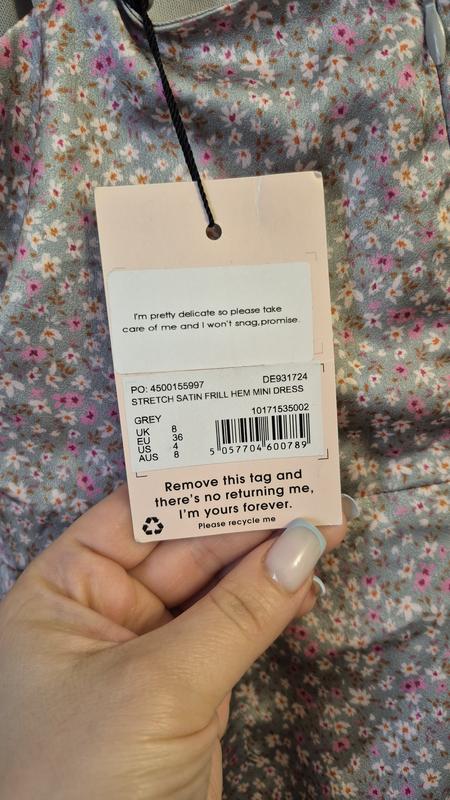 I'm pretty delicate so please take
care of me and I won't snag,promise.
PO: 4500155997 DE931724
STRETCH SATIN FRILL HEM MINI DRESS
GREY 10171535002
UK 8
EU 36
US 4
AUS 8
5 057704 600789
Remove this tag and
there's no returning me,
I'm yours forever.
Please recycle me